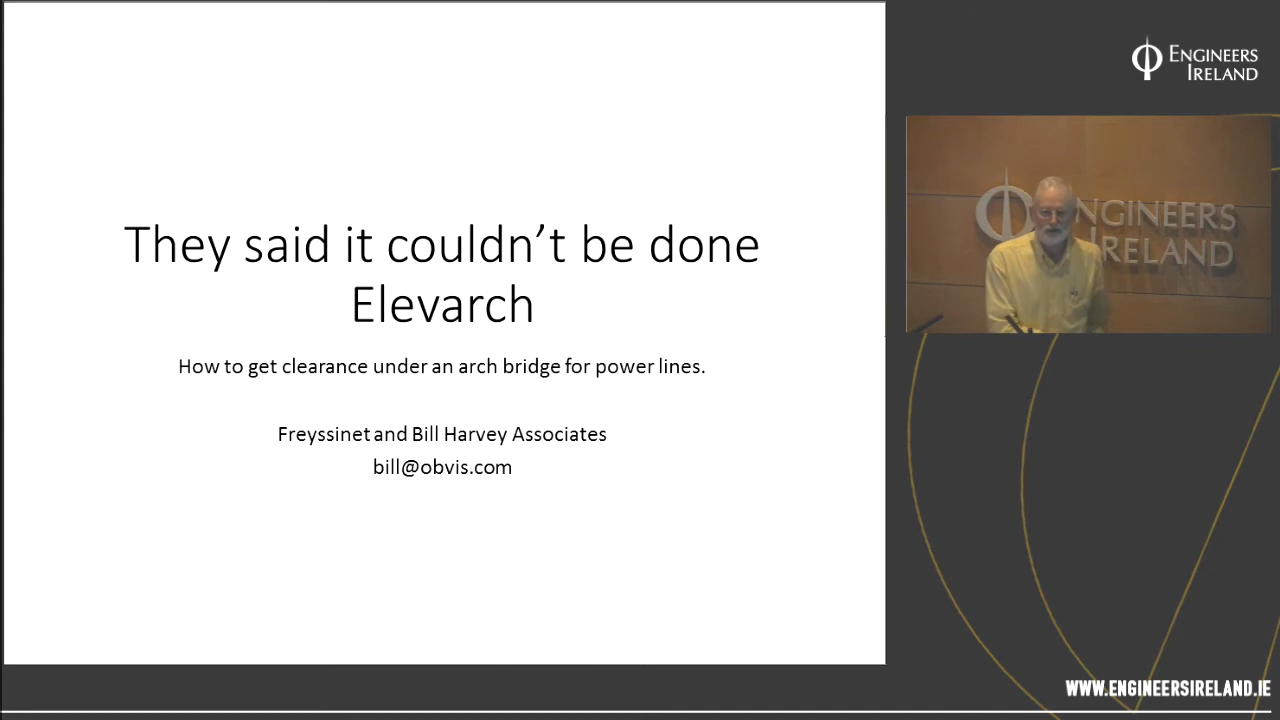 They said it couldn’t be done
Elevarch
How to get clearance under an arch bridge for power lines.
Freyssinet and Bill Harvey Associates
bill@obvis.com
ENGINEERS
IRELAND
ENGINEERS
IRELAND
WWW.ENGINEERSIRELAND.IE